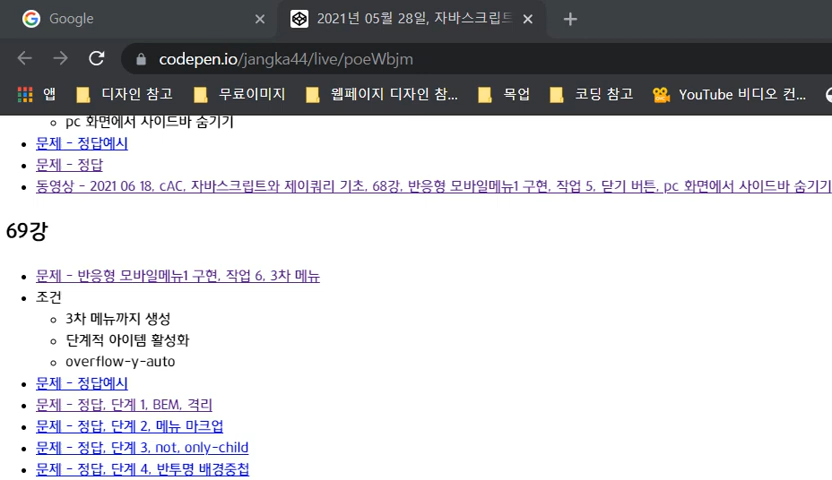 Google
2021년 05월 28일, 자바스크립트
codepen.io/jangka44/live/poeWbjm
앱 디자인 참고 무료이미지 웹페이지 디자인 참... 목업 코딩 참고 YouTube 비디오 컨...
pc 화면에서 사이드바 숨기기
문제 - 정답예시
문제 - 정답
동영상 - 2021 06 18, cAC, 자바스크립트와 제이쿼리 기초, 68강, 반응형 모바일메뉴1 구현, 작업 5, 닫기 버튼, pc 화면에서 사이드바 숨기기
69강
문제 - 반응형 모바일메뉴1 구현, 작업 6, 3차 메뉴
조건
3차 메뉴까지 생성
단계적 아이템 활성화
overflow-y-auto
문제 - 정답예시
문제 - 정답, 단계 1, BEM, 격리
문제 - 정답, 단계 2, 메뉴 마크업
문제 - 정답, 단계 3, not, only-child
문제 - 정답, 단계 4, 반투명 배경중첩